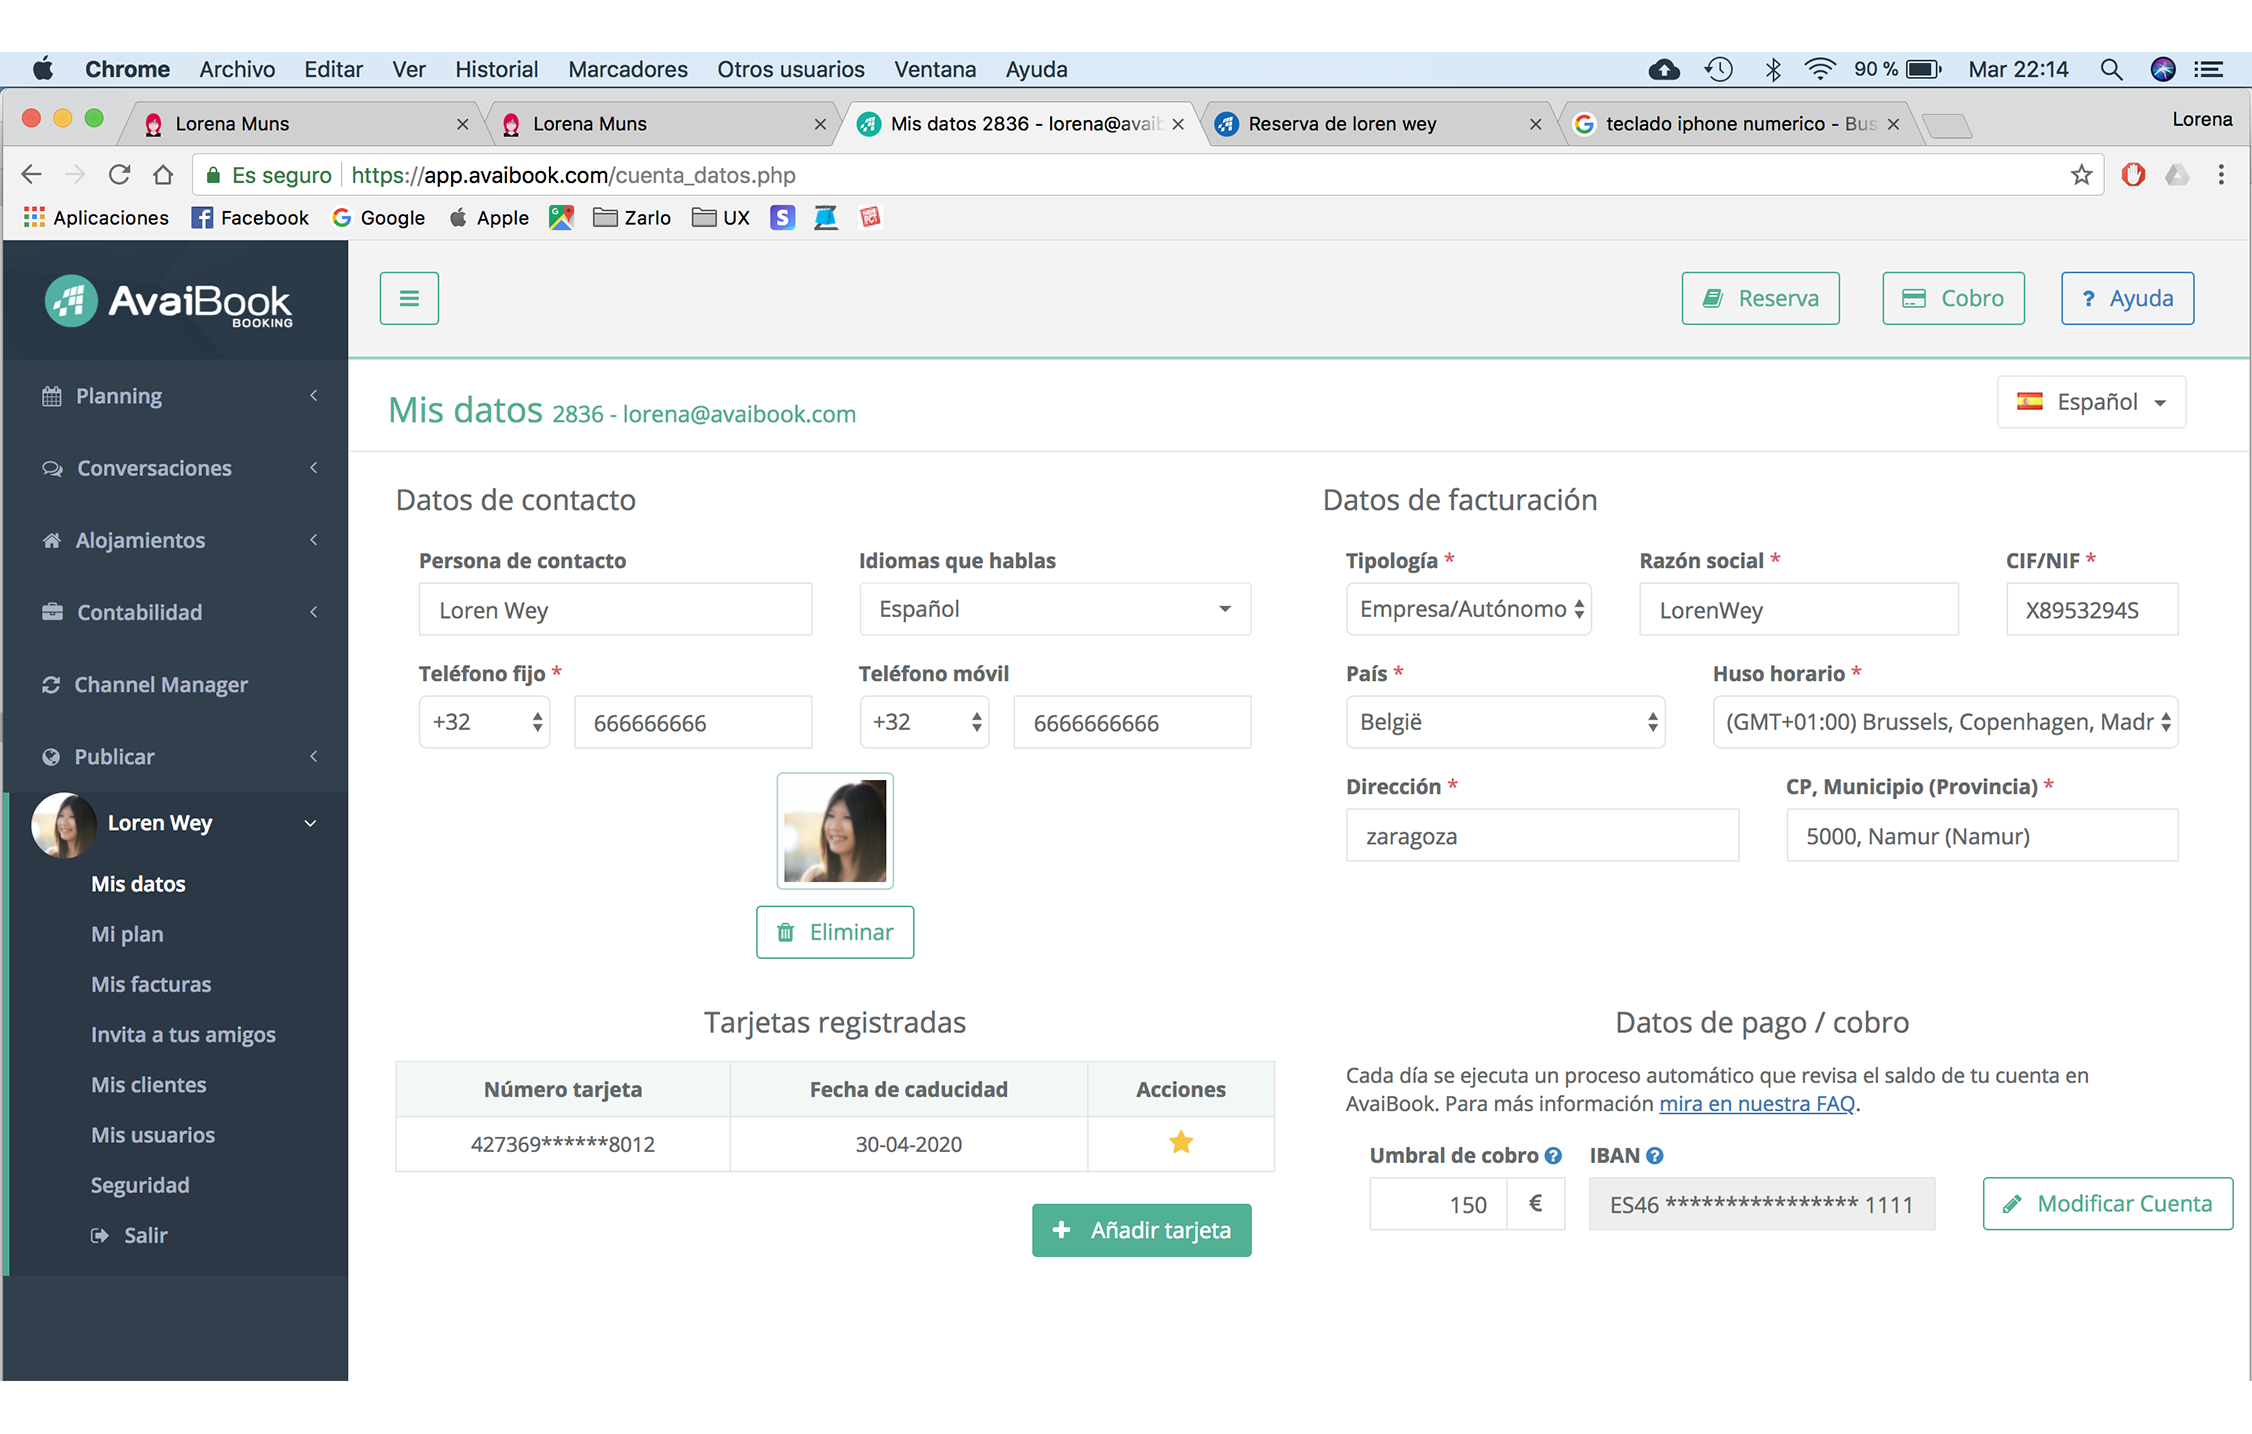 Chrome Archivo Editar Ver Historial Marcadores Otros usuarios Ventana Ayuda 90 % Mar 22:14
Lorena Muns Lorena Muns Mis datos 2836 - lorena@avaib Reserva de loren wey teclado iphone numerico - Bus Lorena
Es seguro https://app.avaibook.com/cuenta_datos.php
Aplicaciones Facebook Google Apple Zarlo UX
AvaiBook
BOOKING
Reserva Cobro ? Ayuda
Planning
Conversaciones
Alojamientos
Contabilidad
Channel Manager
Publicar
Loren Wey
Mis datos
Mi plan
Mis facturas
Invita a tus amigos
Mis clientes
Mis usuarios
Seguridad
Salir
Mis datos 2836 - lorena@avaibook.com
Español
Datos de contacto
Persona de contacto Idiomas que hablas
Loren Wey Español
Teléfono fijo * Teléfono móvil
+32 666666666 +32 6666666666
Eliminar
Datos de facturación
Tipología * Razón social * CIF/NIF *
Empresa/Autónomo LorenWey X8953294S
País * Huso horario *
België (GMT+01:00) Brussels, Copenhagen, Madr
Dirección * CP, Municipio (Provincia) *
zaragoza 5000, Namur (Namur)
Tarjetas registradas
Número tarjeta Fecha de caducidad Acciones
427369******8012 30-04-2020
+ Añadir tarjeta
Datos de pago / cobro
Cada día se ejecuta un proceso automático que revisa el saldo de tu cuenta en
AvaiBook. Para más información mira en nuestra FAQ.
Umbral de cobro ? IBAN ?
150 € ES46 **************** 1111 Modificar Cuenta